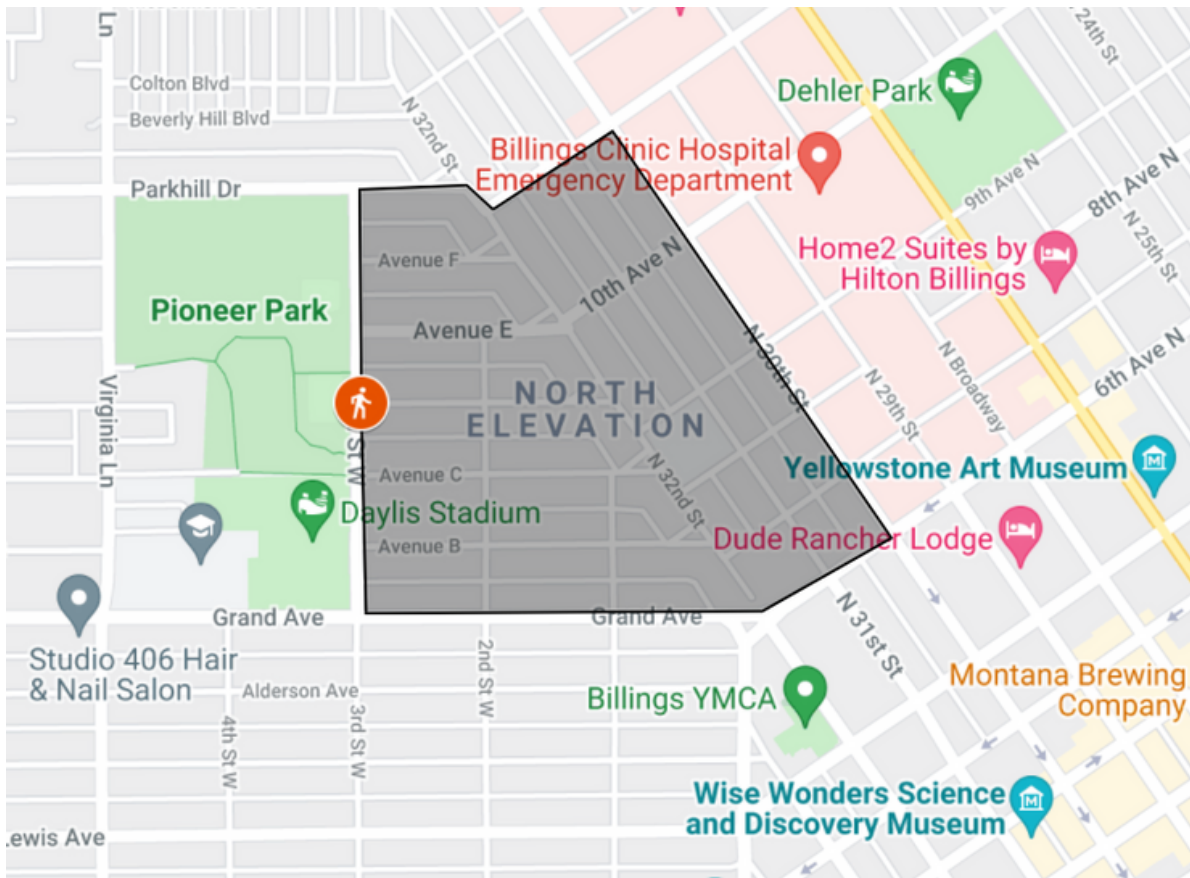 Ln
Colton Blvd
Beverly Hill Blvd
N 32nd St
N 24th St
Dehler Park
Billings Clinic Hospital
Emergency Department
Parkhill Dr
9th Ave N
8th Ave N
N 25th St
Avenue F
10th Ave N
Home2 Suites by
Hilton Billings
Pioneer Park
Avenue E
N 30th St
N Broadway
6th Ave N
Virginia Ln
NORTH
ELEVATION
N 29th St
St W
Avenue C
N 32nd St
Yellowstone Art Museum
Daylis Stadium
Avenue B
Dude Rancher Lodge
Grand Ave
Grand Ave
N 31st St
Studio 406 Hair
& Nail Salon
Alderson Ave
2nd St W
3rd St W
4th St W
Billings YMCA
Montana Brewing
Company
Wise Wonders Science
and Discovery Museum
Lewis Ave